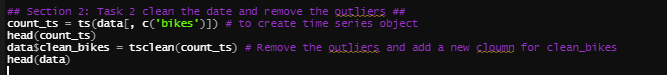 ## Section 2: Task 2 clean the date and remove the outliers ##
count_ts = ts(data[, c('bikes')]) # to create time series object
head(count_ts)
data$clean_bikes = tsclean(count_ts) # Remove the outliers and add a new cloumn for clean_bikes
head(data)